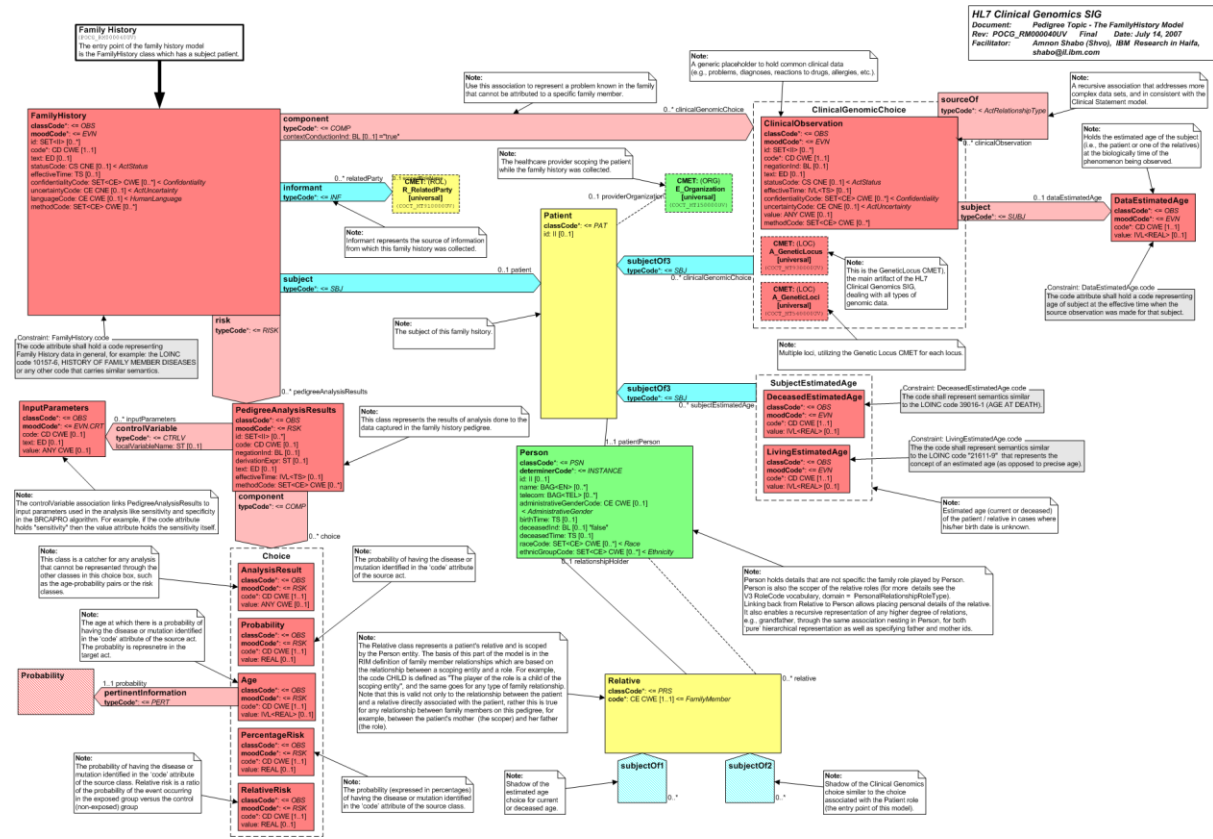 Family History
The entry point of the family history model
is the FamilyHistory class which has a subject patient.
HL7 Clinical Genomics SIG
Document: Pedigree Topic - The FamilyHistory Model
Rev: POCG_RM000040UV Final Date: July 14, 2007
Facilitator: Amnon Shabo (Shvo), IBM Research in Haifa,
shabo@il.ibm.com
Note:
Use this association to represent a problem known in the family
that cannot be attributed to a specific family member.
Note:
A generic placeholder to hold common clinical data
(e.g., problems, diagnoses, reactions to drugs, allergies, etc.).
Note:
A recursive association that addresses more
complex data sets, and in consistent with the
Clinical Statement model.
FamilyHistory
classCode*: <= OBS
moodCode*: <= EVN
id: SET<II> [0..*]
code*: CD CWE [1..1]
text: ED [0..1]
statusCode: CS CNE [0..1] < ActStatus
effectiveTime: TS [0..1]
confidentialityCode: SET<CE> CWE [0..*] < Confidentiality
uncertaintyCode: CE CNE [0..1] < ActUncertainty
languageCode: CE CWE [0..1] < HumanLanguage
methodCode: SET<CE> CWE [0..*]
component
typeCode*: <= COMP
contextConductionInd: BL [0..1] ="true"
0..* clinicalGenomicChoice
ClinicalGenomicChoice
ClinicalObservation
classCode*: <= OBS
moodCode*: <= EVN
id: SET<II> [0..*]
code*: CD CWE [1..1]
negationInd: BL [0..1]
text: ED [0..1]
statusCode: CS CNE [0..1] < ActStatus
effectiveTime: IVL<TS> [0..1]
confidentialityCode: SET<CE> CWE [0..*] < Confidentiality
uncertaintyCode: CE CNE [0..1] < ActUncertainty
value: ANY CWE [0..1]
methodCode: SET<CE> CWE [0..*]
sourceOf
typeCode*: < ActRelationshipType
0..* clinicalObservation
Note:
Holds the estimated age of the subject
(i.e., the patient or one of the relatives)
at the biologically time of the
phenomenon being observed.
subject
typeCode*: <= SUBJ
0..1 dataEstimatedAge
DataEstimatedAge
classCode*: <= OBS
moodCode*: <= EVN
code*: CD CWE [1..1]
value: IVL<REAL> [0..1]
Constraint: DataEstimatedAge.code
The code attribute shall hold a code representing
age of subject at the effective time when the
source observation was made for that subject.
Note:
The healthcare provider scoping the patient
while the family history was collected.
informant
typeCode*: <= INF
0..* relatedParty
CMET: (ROL)
R_RelatedParty
[universal]
CMET: (ORG)
E_Organization
[universal]
0..1 providerOrganization
Note:
Informant represents the source of information
from which this family history was collected.
Patient
classCode*: <= PAT
id: II [0..1]
subject
typeCode*: <= SBJ
0..1 patient
subjectOf3
typeCode*: <= SBJ
0..* clinicalGenomicChoice
CMET: (LOC)
A_GeneticLocus
[universal]
CMET: (LOC)
A_GeneticLoci
[universal]
Note:
This is the GeneticLocus CMET),
the main artifact of the HL7
Clinical Genomics SIG,
dealing with all types of
genomic data.
Note:
Multiple loci, utilizing the Genetic Locus CMET for each locus.
Note:
The subject of this family history.
Constraint: FamilyHistory.code
The code attribute shall hold a code representing
Family History data in general, for example: the LOINC
code 10157-6, HISTORY OF FAMILY MEMBER DISEASES
or any other code that carries similar semantics.
risk
typeCode*: <= RISK
0..* pedigreeAnalysisResults
InputParameters
classCode*: <= OBS
moodCode*: <= EVN.CRT
code: CD CWE [0..1]
text: ED [0..1]
value: ANY CWE [0..1]
0..* inputParameters
controlVariable
typeCode*: <= CTRLV
localVariableName: ST [0..1]
PedigreeAnalysisResults
classCode*: <= OBS
moodCode*: <= RSK
id: SET<II> [0..*]
code: CD CWE [0..1]
negationInd: BL [0..1]
derivationExpr: ST [0..1]
text: ED [0..1]
effectiveTime: IVL<TS> [0..1]
methodCode: SET<CE> CWE [0..*]
Note:
This class represents the results of analysis done to the
data captured in the family history pedigree.
subjectOf3
typeCode*: <= SBJ
0..* subjectEstimatedAge
SubjectEstimatedAge
DeceasedEstimatedAge
classCode*: <= OBS
moodCode*: <= EVN
code*: CD CWE [1..1]
value: IVL<REAL> [0..1]
LivingEstimatedAge
classCode*: <= OBS
moodCode*: <= EVN
code*: CD CWE [1..1]
value: IVL<REAL> [0..1]
Constraint: DeceasedEstimatedAge.code
The code shall represent semantics similar
to the LOINC code 39016-1 (AGE AT DEATH).
Constraint: LivingEstimatedAge.code
The the code shall represent semantics similar
to the LOINC code "21611-9" that represents the
concept of an estimated age (as opposed to precise age).
Note:
Estimated age (current or deceased)
of the patient / relative in cases where
his/her birth date is unknown.
Note:
The controlVariable association links PedigreeAnalysisResults to
input parameters used in the analysis like sensitivity and specificity
in the BRCAPRO algorithm. For example, if the code attribute
holds "sensitivity" then the value attribute holds the sensitivity itself.
component
typeCode*: <= COMP
0..* choice
1..1 patientPerson
Person
classCode*: <= PSN
determinerCode*: <= INSTANCE
id: II [0..1]
name: BAG<EN> [0..*]
telecom: BAG<TEL> [0..*]
administrativeGenderCode: CE CWE [0..1]
< AdministrativeGender
birthTime: TS [0..1]
deceasedInd: BL [0..1] "false"
deceasedTime: TS [0..1]
raceCode: SET<CE> CWE [0..*] < Race
ethnicGroupCode: SET<CE> CWE [0..*] < Ethnicity
0..1 relationshipHolder
Note:
This class is a catcher for any analysis
that cannot be represented through the
other classes in this choice box, such
as the age-probability pairs or the risk
classes.
Choice
AnalysisResult
classCode*: <= OBS
moodCode*: <= RSK
code*: CD CWE [1..1]
value: ANY CWE [0..1]
Note:
The probability of having the disease or
mutation identified in the 'code' attribute
of the source act.
Note:
Person holds details that are not specific the family role played by Person.
Person is also the scoper of the relative roles (for more details see the
V3 RoleCode vocabulary, domain = PersonalRelationshipRoleType).
Linking back from Relative to Person allows placing personal details of the relative.
It also enables a recursive representation of any higher degree of relations,
e.g., grandfather, through the same association nesting in Person, for both
'pure' hierarchical representation as well as specifying father and mother ids.
Note:
The age at which there is a probability of
having the disease or mutation identified
in the 'code' attribute of the source act.
The probability is represnetre in the
target act.
Probability
classCode*: <= OBS
moodCode*: <= RSK
code*: CD CWE [1..1]
value: REAL [0..1]
Note:
The Relative class represents a patient's relative and is scoped
by the Person entity. The basis of this part of the model is in the
RIM definition of family member relationships which are based on
the relationship between a scoping entity and a role. For example,
the code CHILD is defined as "The player of the role is a child of the
scoping entity", and the same goes for any type of family relationship.
Note that this is valid not only to the relationship between the patient
and a relative directly associated with the patient, rather this is true
for any relationship between family members on this pedigree, for
example, between the patient's mother (the scoper) and her father
(the role).
Probability
1..1 probability
pertinentInformation
typeCode*: <= PERT
Age
classCode*: <= OBS
moodCode*: <= RSK
code*: CD CWE [1..1]
value: IVL<REAL> [0..1]
0..* relative
Relative
classCode*: <= PRS
code*: CE CWE [1..1] <= FamilyMember
PercentageRisk
classCode*: <= OBS
moodCode*: <= RSK
code*: CD CWE [1..1]
value: REAL [0..1]
Note:
The probability of having the disease or
mutation identified in the 'code' attribute
of the source class. Relative risk is a ratio
of the probability of the event occurring
in the exposed group versus the control
(non-exposed) group
RelativeRisk
classCode*: <= OBS
moodCode*: <= RSK
code*: CD CWE [1..1]
value: REAL [0..1]
Note:
The probability (expressed in percentages)
of having the disease or mutation identified
in the 'code' attribute of the source class.
Note:
Shadow of the
estimated age
choice for current
or deceased age.
subjectOf1
0..*
subjectOf2
0..*
Note:
Shadow of the Clinical Genomics
choice similar to the choice
associated with the Patient role
(the entry point of this model).